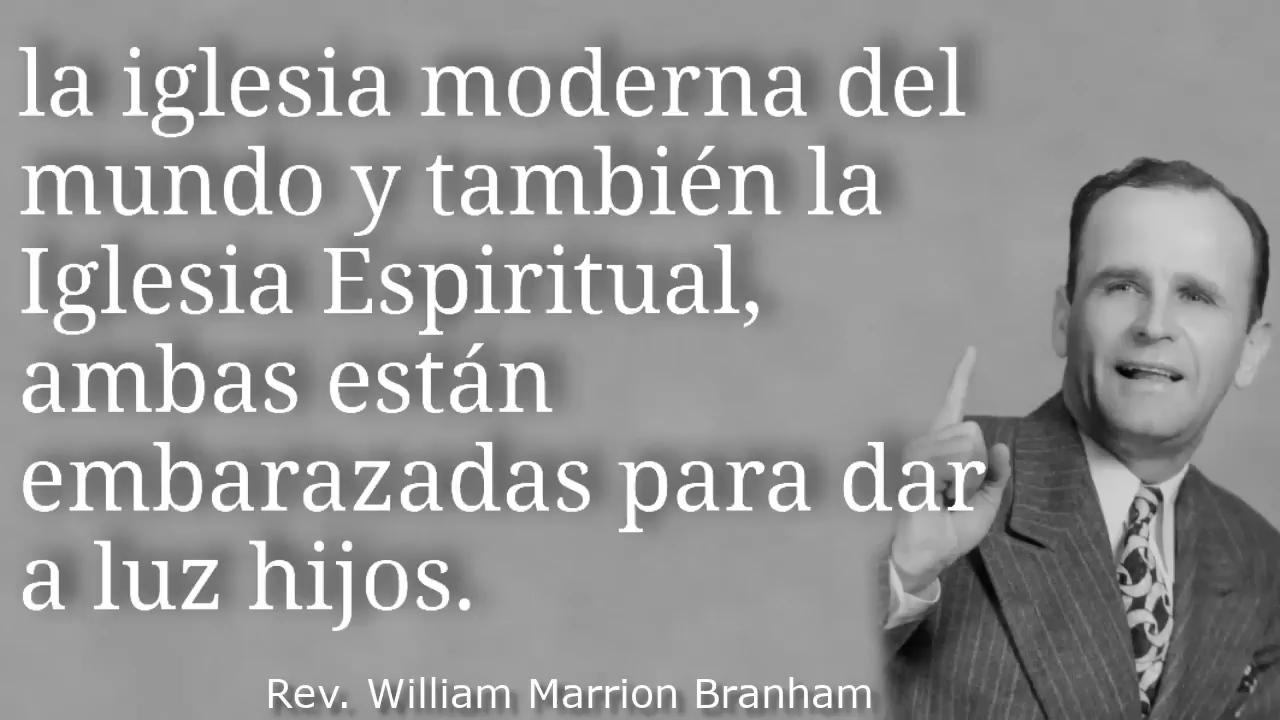 la iglesia moderna del
mundo y también la
Iglesia Espiritual,
ambas están
embarazadas para dar
a luz hijos.
Rev. William Marrion Branham